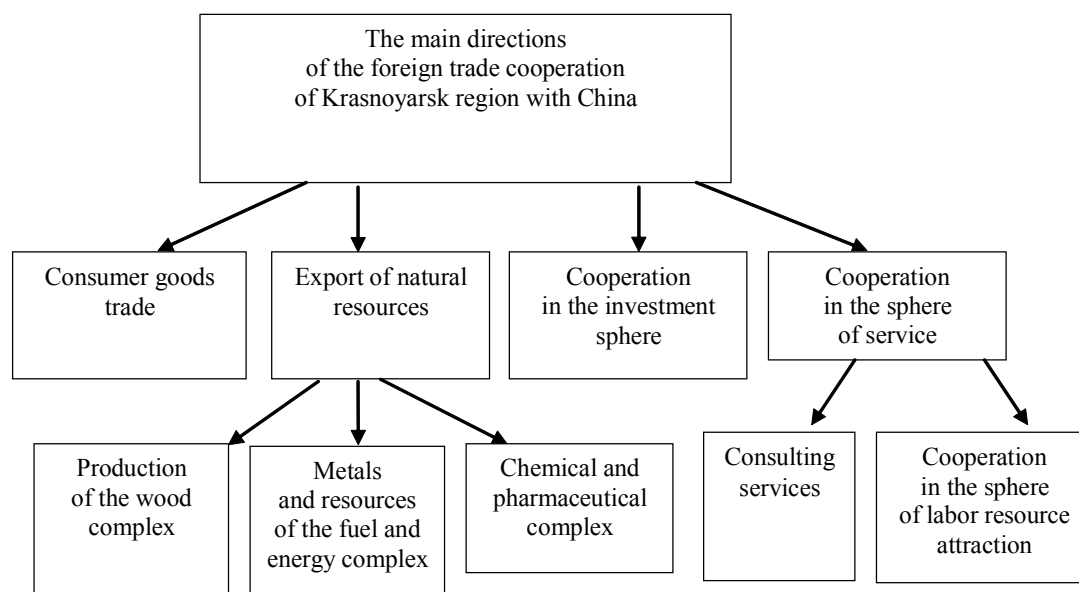 The main directions
of the foreign trade cooperation
of Krasnoyarsk region with China
Consumer goods
trade
Export of natural
resources
Cooperation
in the investment
sphere
Cooperation
in the sphere
of service
Production
of the wood
complex
Metals
and resources
of the fuel and
energy complex
Chemical and
pharmaceutical
complex
Consulting
services
Cooperation
in the sphere
of labor resource
attraction